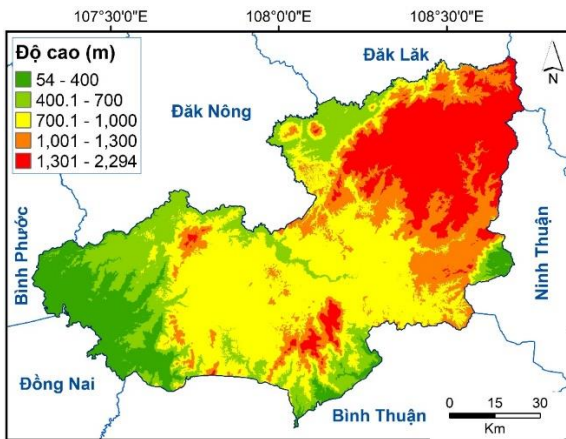 107°30'0"E
108°0'0"E
108°30'0"E
Độ cao (m)
54 - 400
400.1 - 700
700.1 - 1,000
1,001 - 1,300
1,301 - 2,294
Đăk Lăk
N
Đăk Nông
Bình Phước
Ninh Thuận
Đồng Nai
Bình Thuận
0 15 30
Km